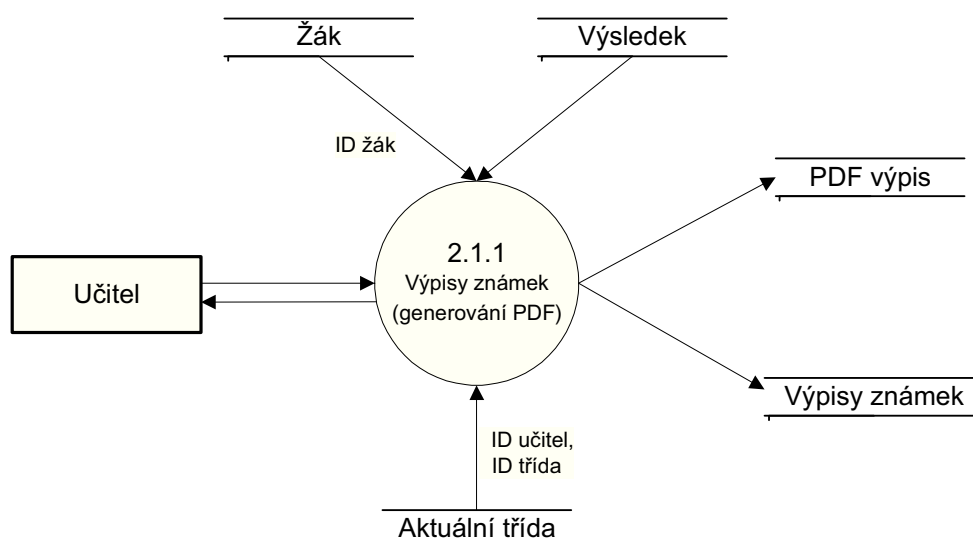 Žák
Výsledek
ID žák
PDF výpis
2.1.1
Výpisy známek
(generování PDF)
Učitel
Výpisy známek
ID učitel,
ID třída
Aktuální třída